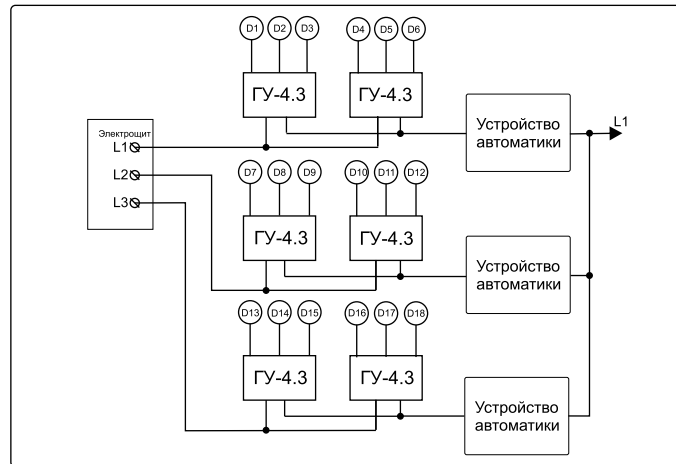 D1 D2 D3 D4 D5 D6
ГУ-4.3 ГУ-4.3
Устройство
автоматики
L1
Электрощит
L1
L2
L3
D7 D8 D9 D10 D11 D12
ГУ-4.3 ГУ-4.3
Устройство
автоматики
D13 D14 D15 D16 D17 D18
ГУ-4.3 ГУ-4.3
Устройство
автоматики